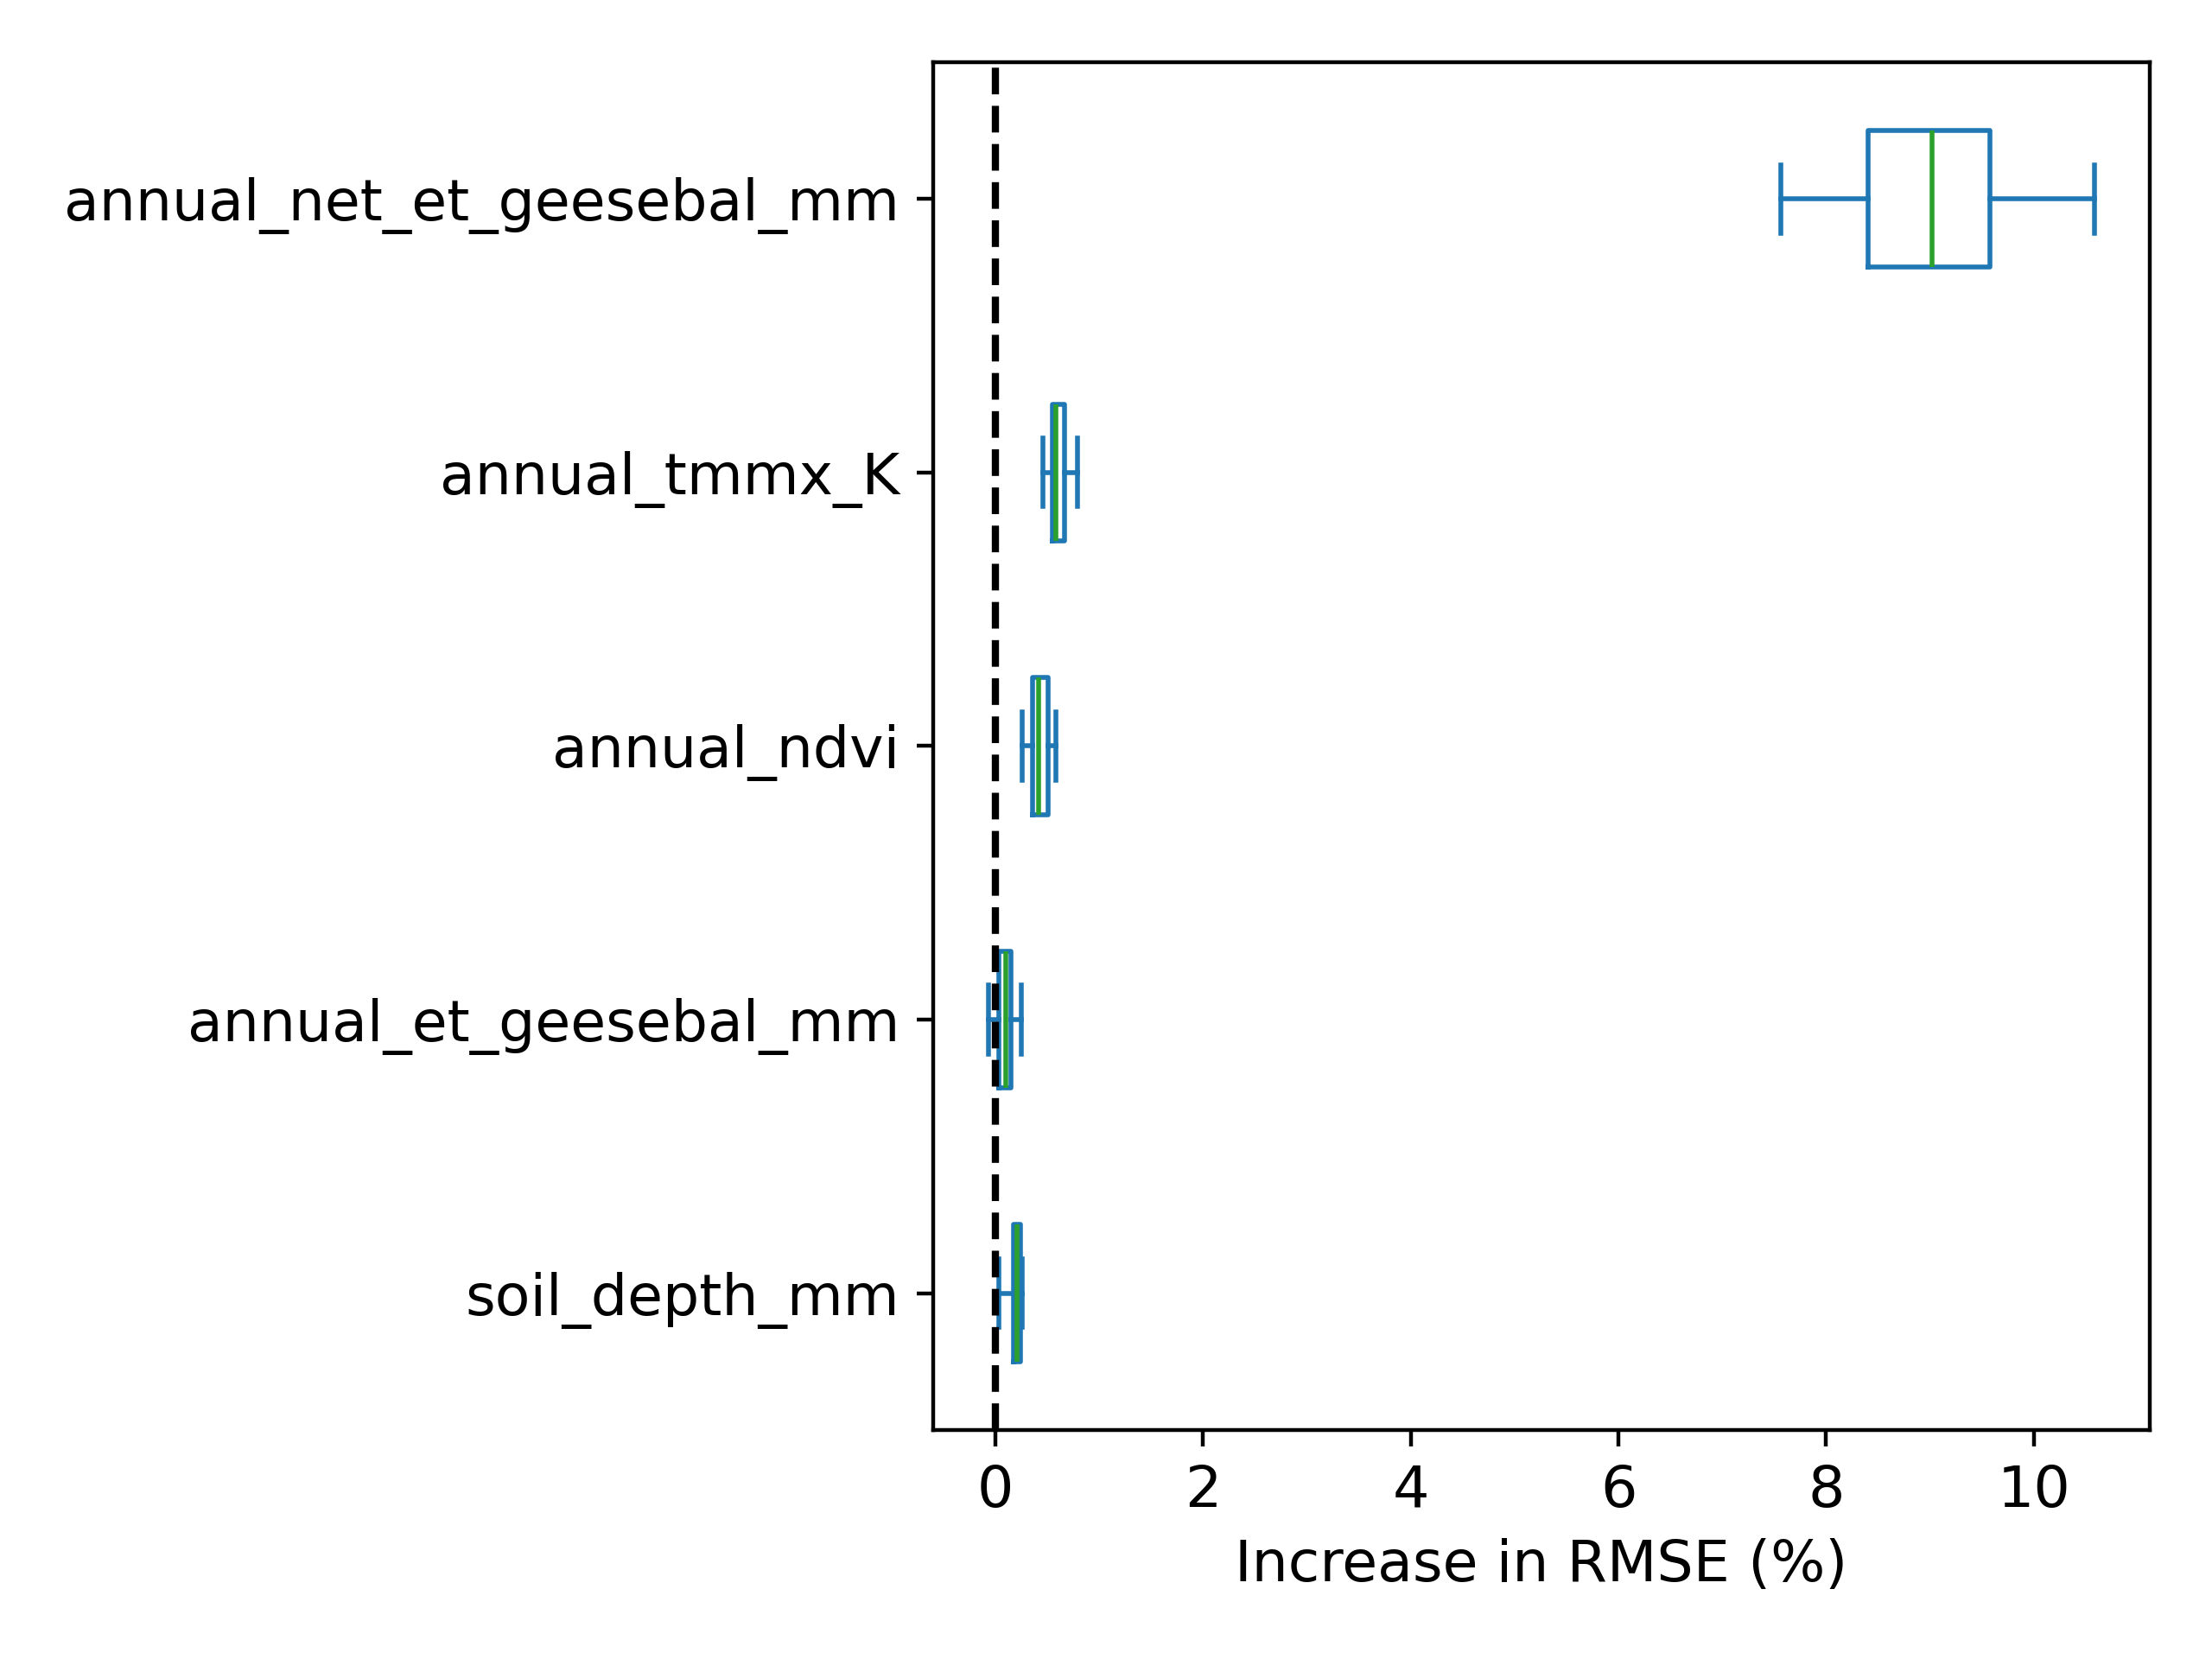 annual_net_et_geesebal_mm
annual_tmmx_K
annual_ndvi
annual_et_geesebal_mm
soil_depth_mm
0 2 4 6 8 10
Increase in RMSE (%)